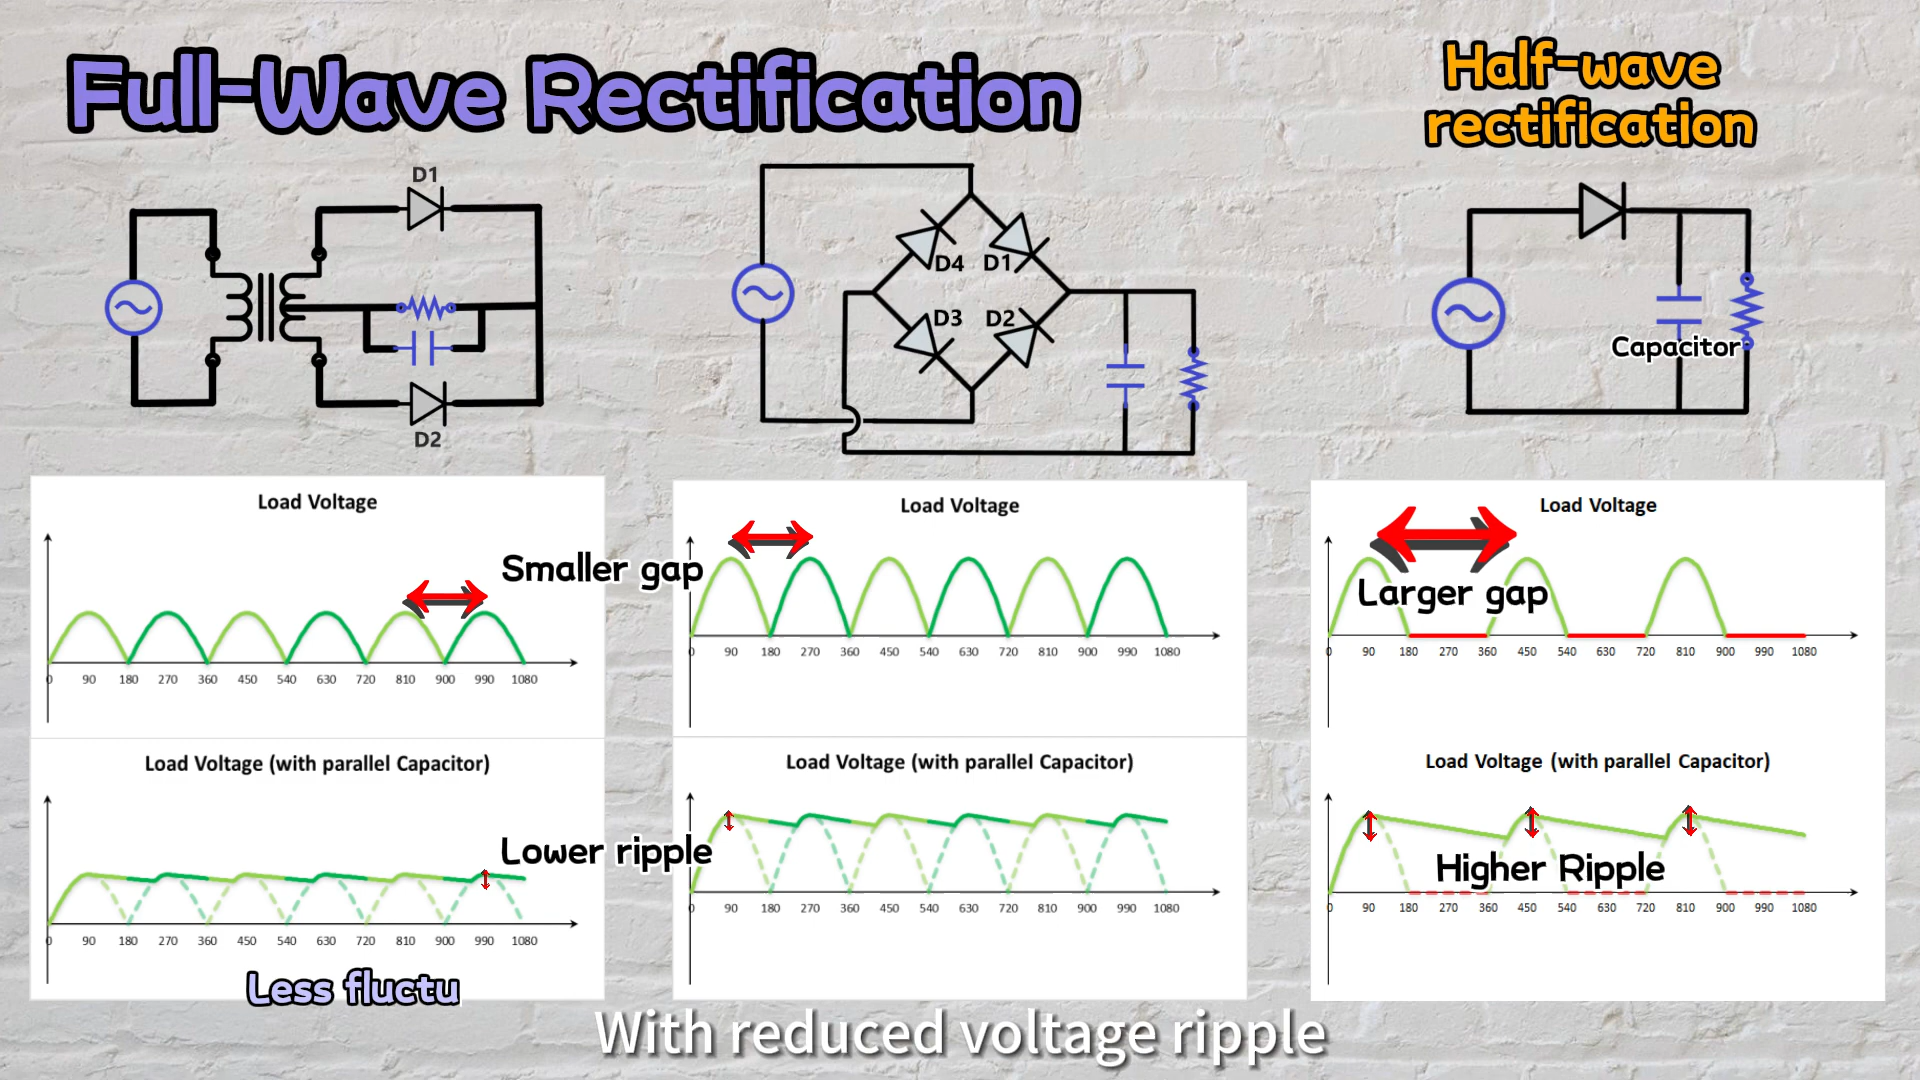 Full-Wave Rectification
Half-wave
rectification
D1
D2
D4
D1
D3
D2
Capacitor
Load Voltage
0 90 180 270 360 450 540 630 720 810 900 990 1080
Smaller gap
Load Voltage
0 90 180 270 360 450 540 630 720 810 900 990 1080
Load Voltage
Larger gap
0 90 180 270 360 450 540 630 720 810 900 990 1080
Load Voltage (with parallel Capacitor)
Lower ripple
0 90 180 270 360 450 540 630 720 810 900 990 1080
Load Voltage (with parallel Capacitor)
0 90 180 270 360 450 540 630 720 810 900 990 1080
Load Voltage (with parallel Capacitor)
Higher Ripple
0 90 180 270 360 450 540 630 720 810 900 990 1080
Less fluctu
With reduced voltage ripple